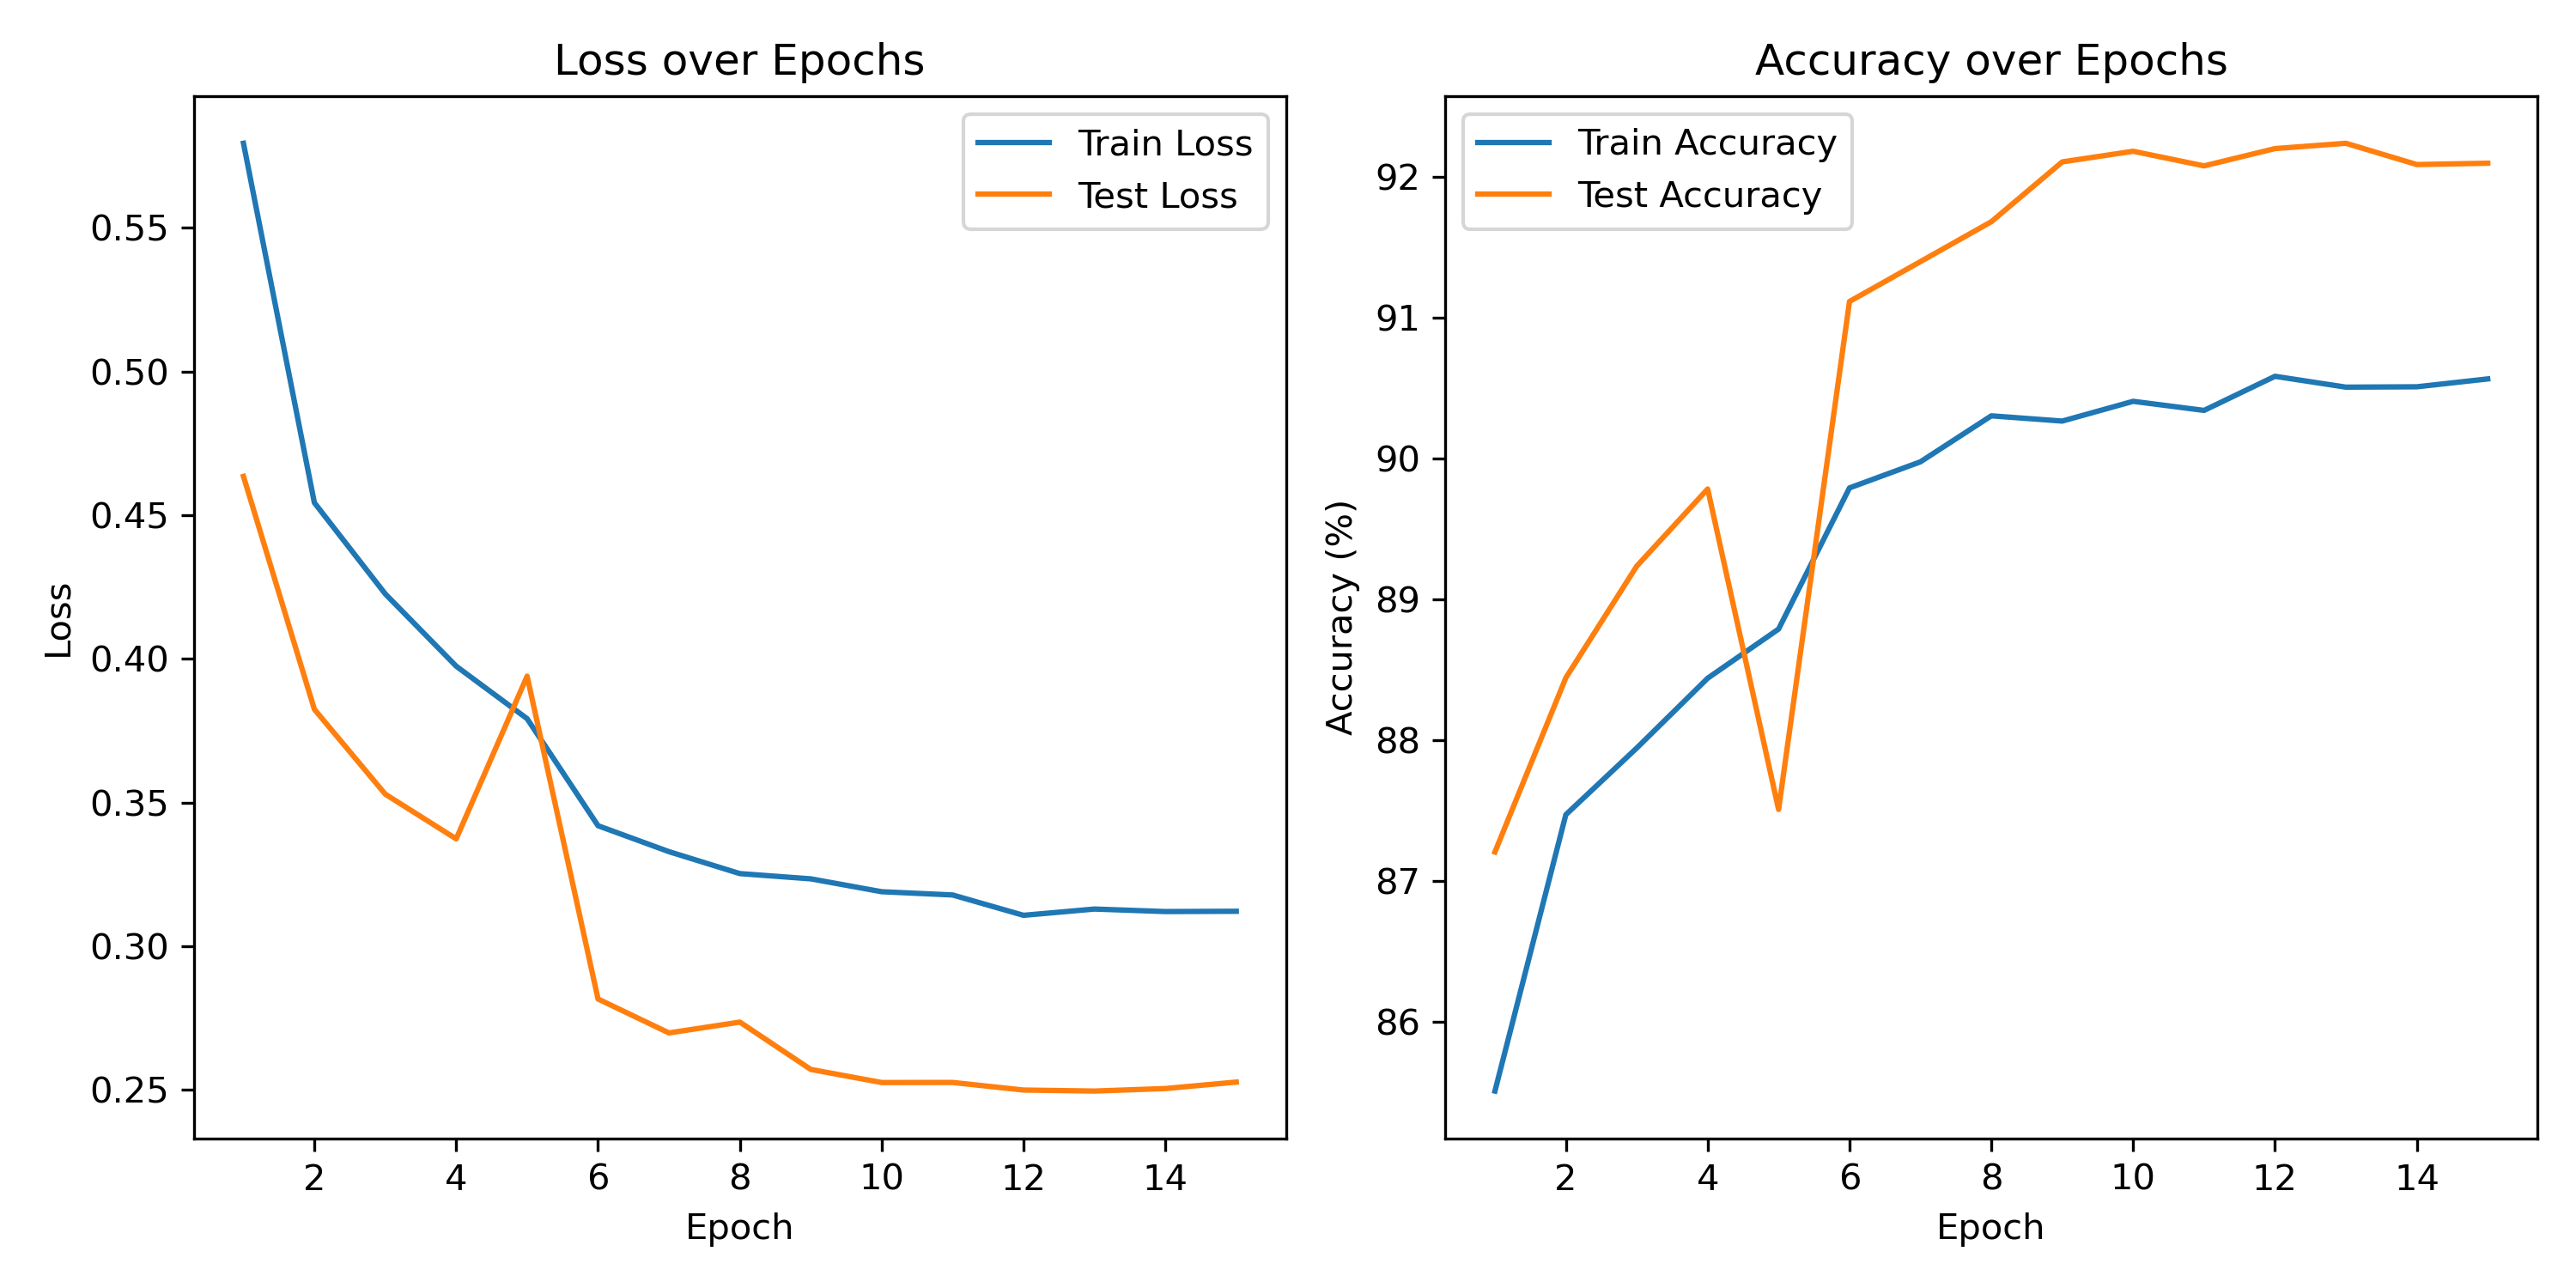 Loss over Epochs
Train Loss
Test Loss
0.55
0.50
0.45
0.40
0.35
0.30
0.25
Loss
2 4 6 8 10 12 14
Epoch
Accuracy over Epochs
Train Accuracy
Test Accuracy
92
91
90
89
88
87
86
Accuracy (%)
2 4 6 8 10 12 14
Epoch